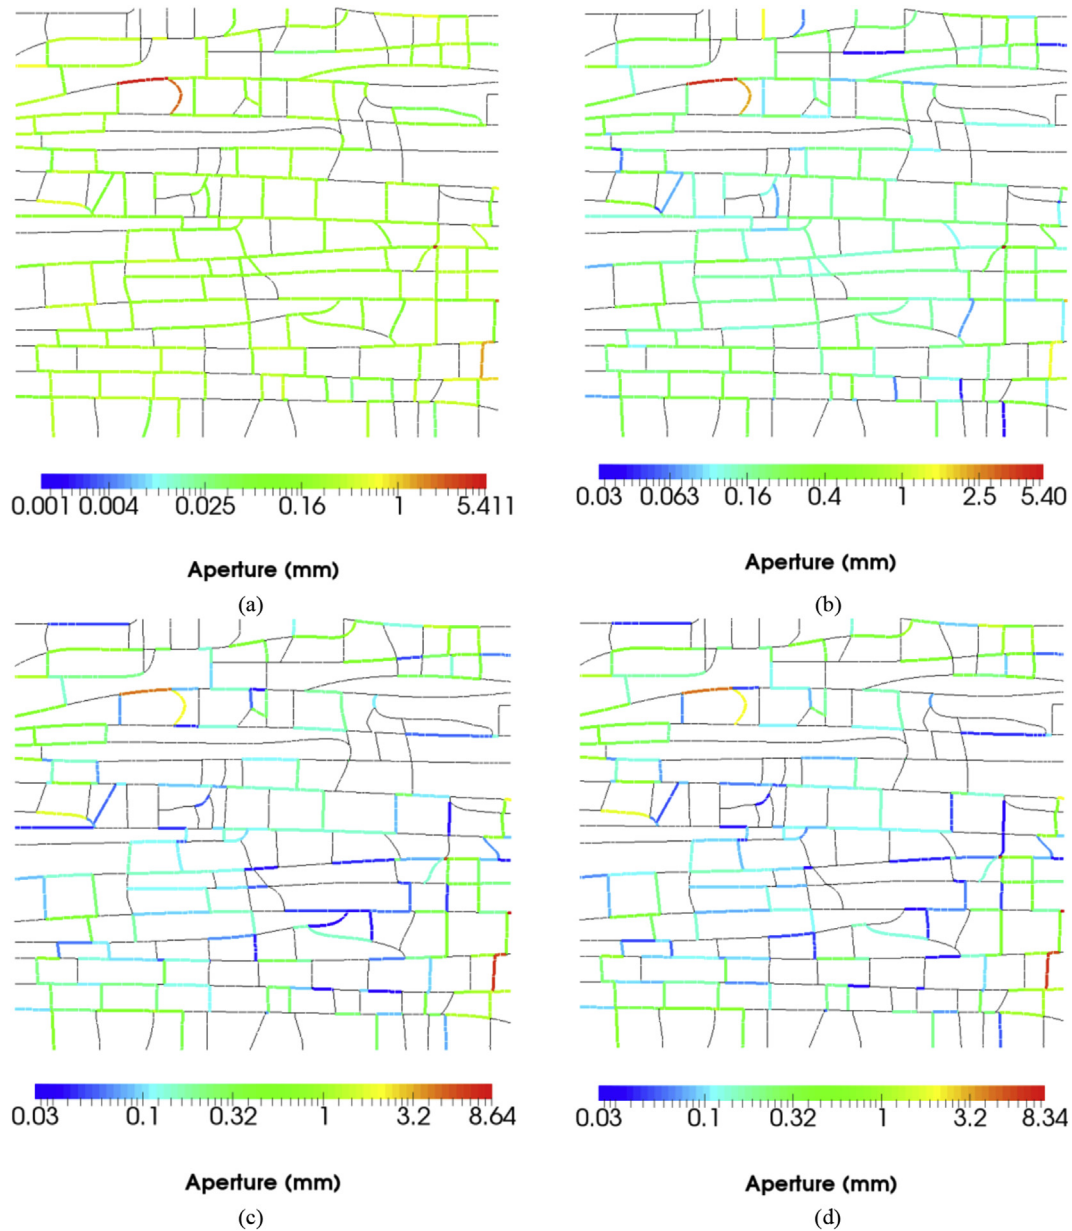 0.001 0.004 0.025 0.16 1 5.411
Aperture (mm)
(a)
0.03 0.063 0.16 0.4 1 2.5 5.40
Aperture (mm)
(b)
0.03 0.1 0.32 1 3.2 8.64
Aperture (mm)
(c)
0.03 0.1 0.32 1 3.2 8.34
Aperture (mm)
(d)